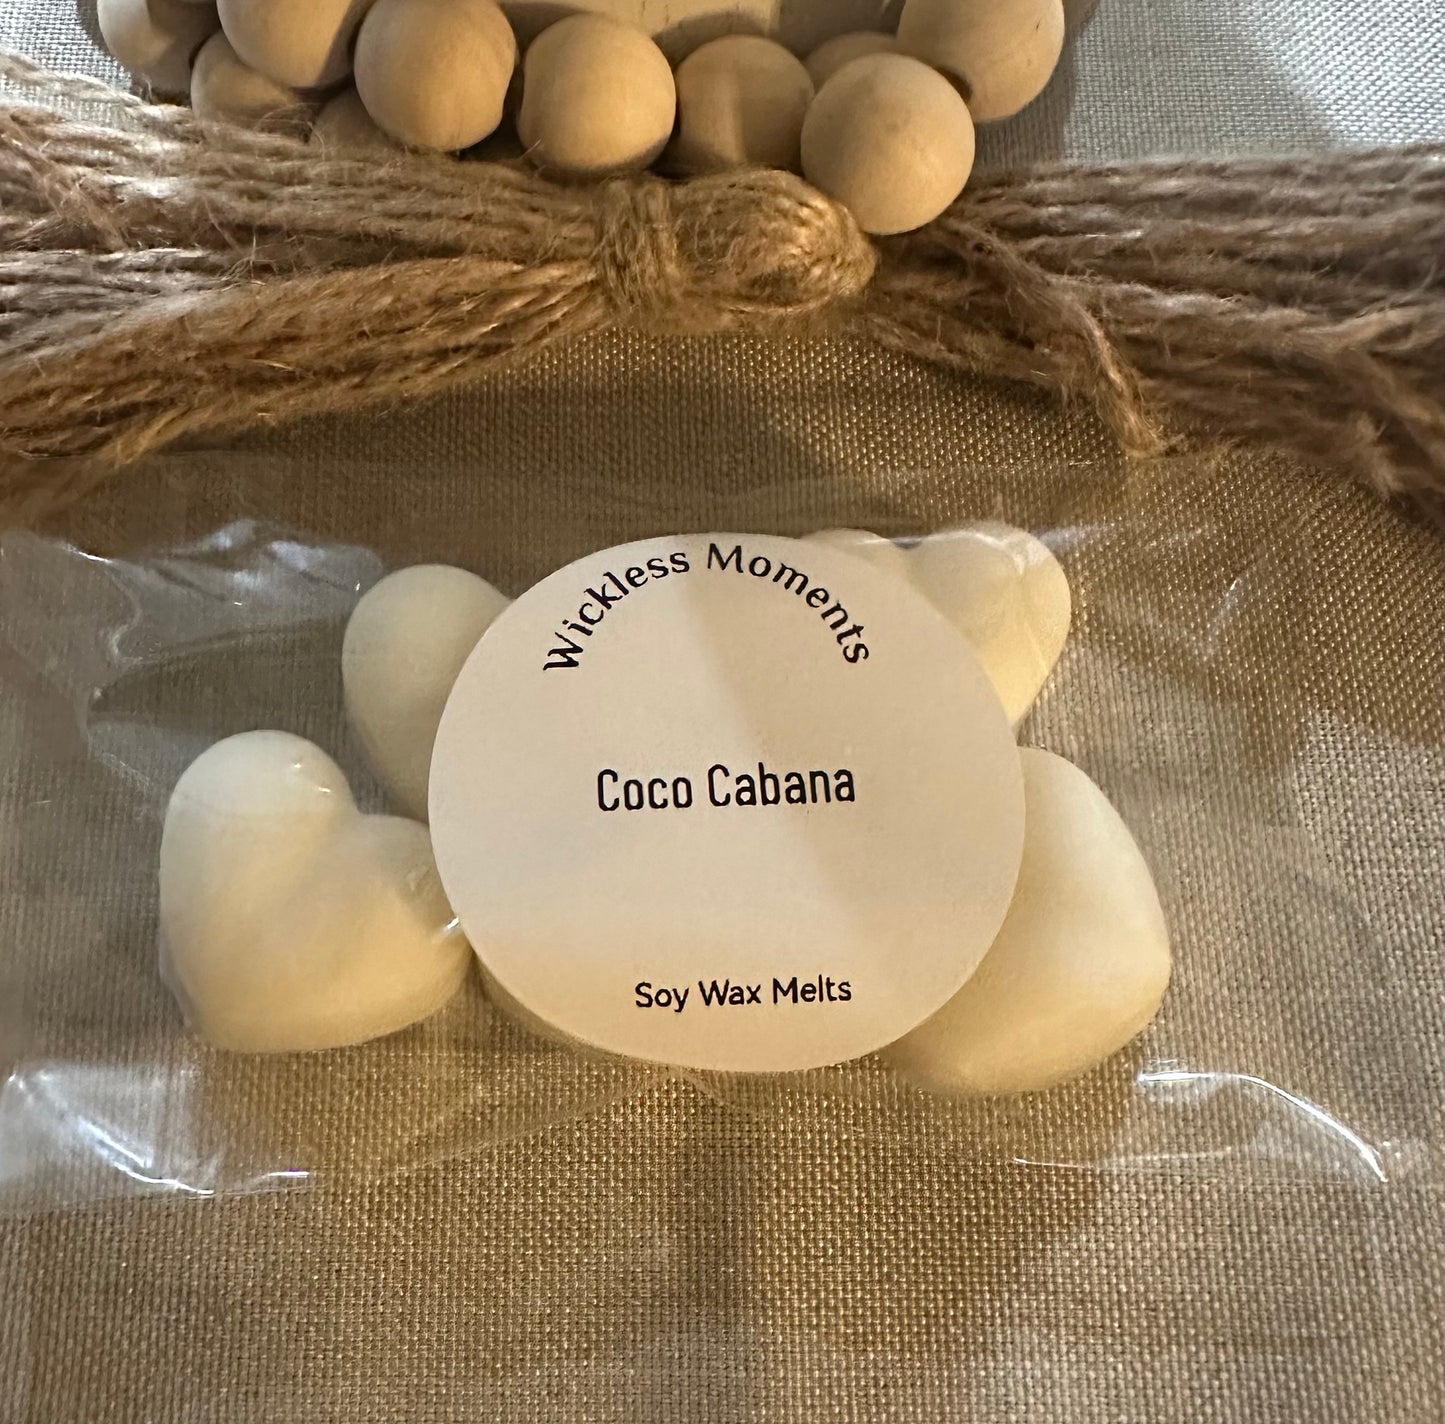 Wickless Moments
Coco Cabana
Soy Wax Melts